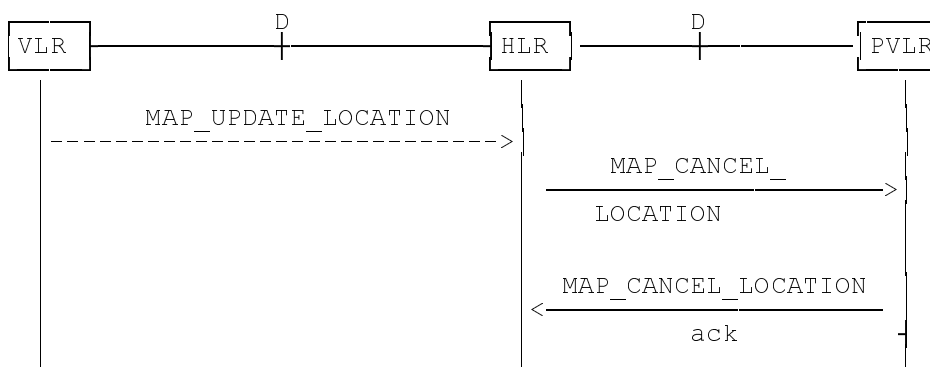 D D
VLR HLR PVLR
MAP_UPDATE_LOCATION
MAP_CANCEL_
LOCATION
MAP_CANCEL_LOCATION
ack